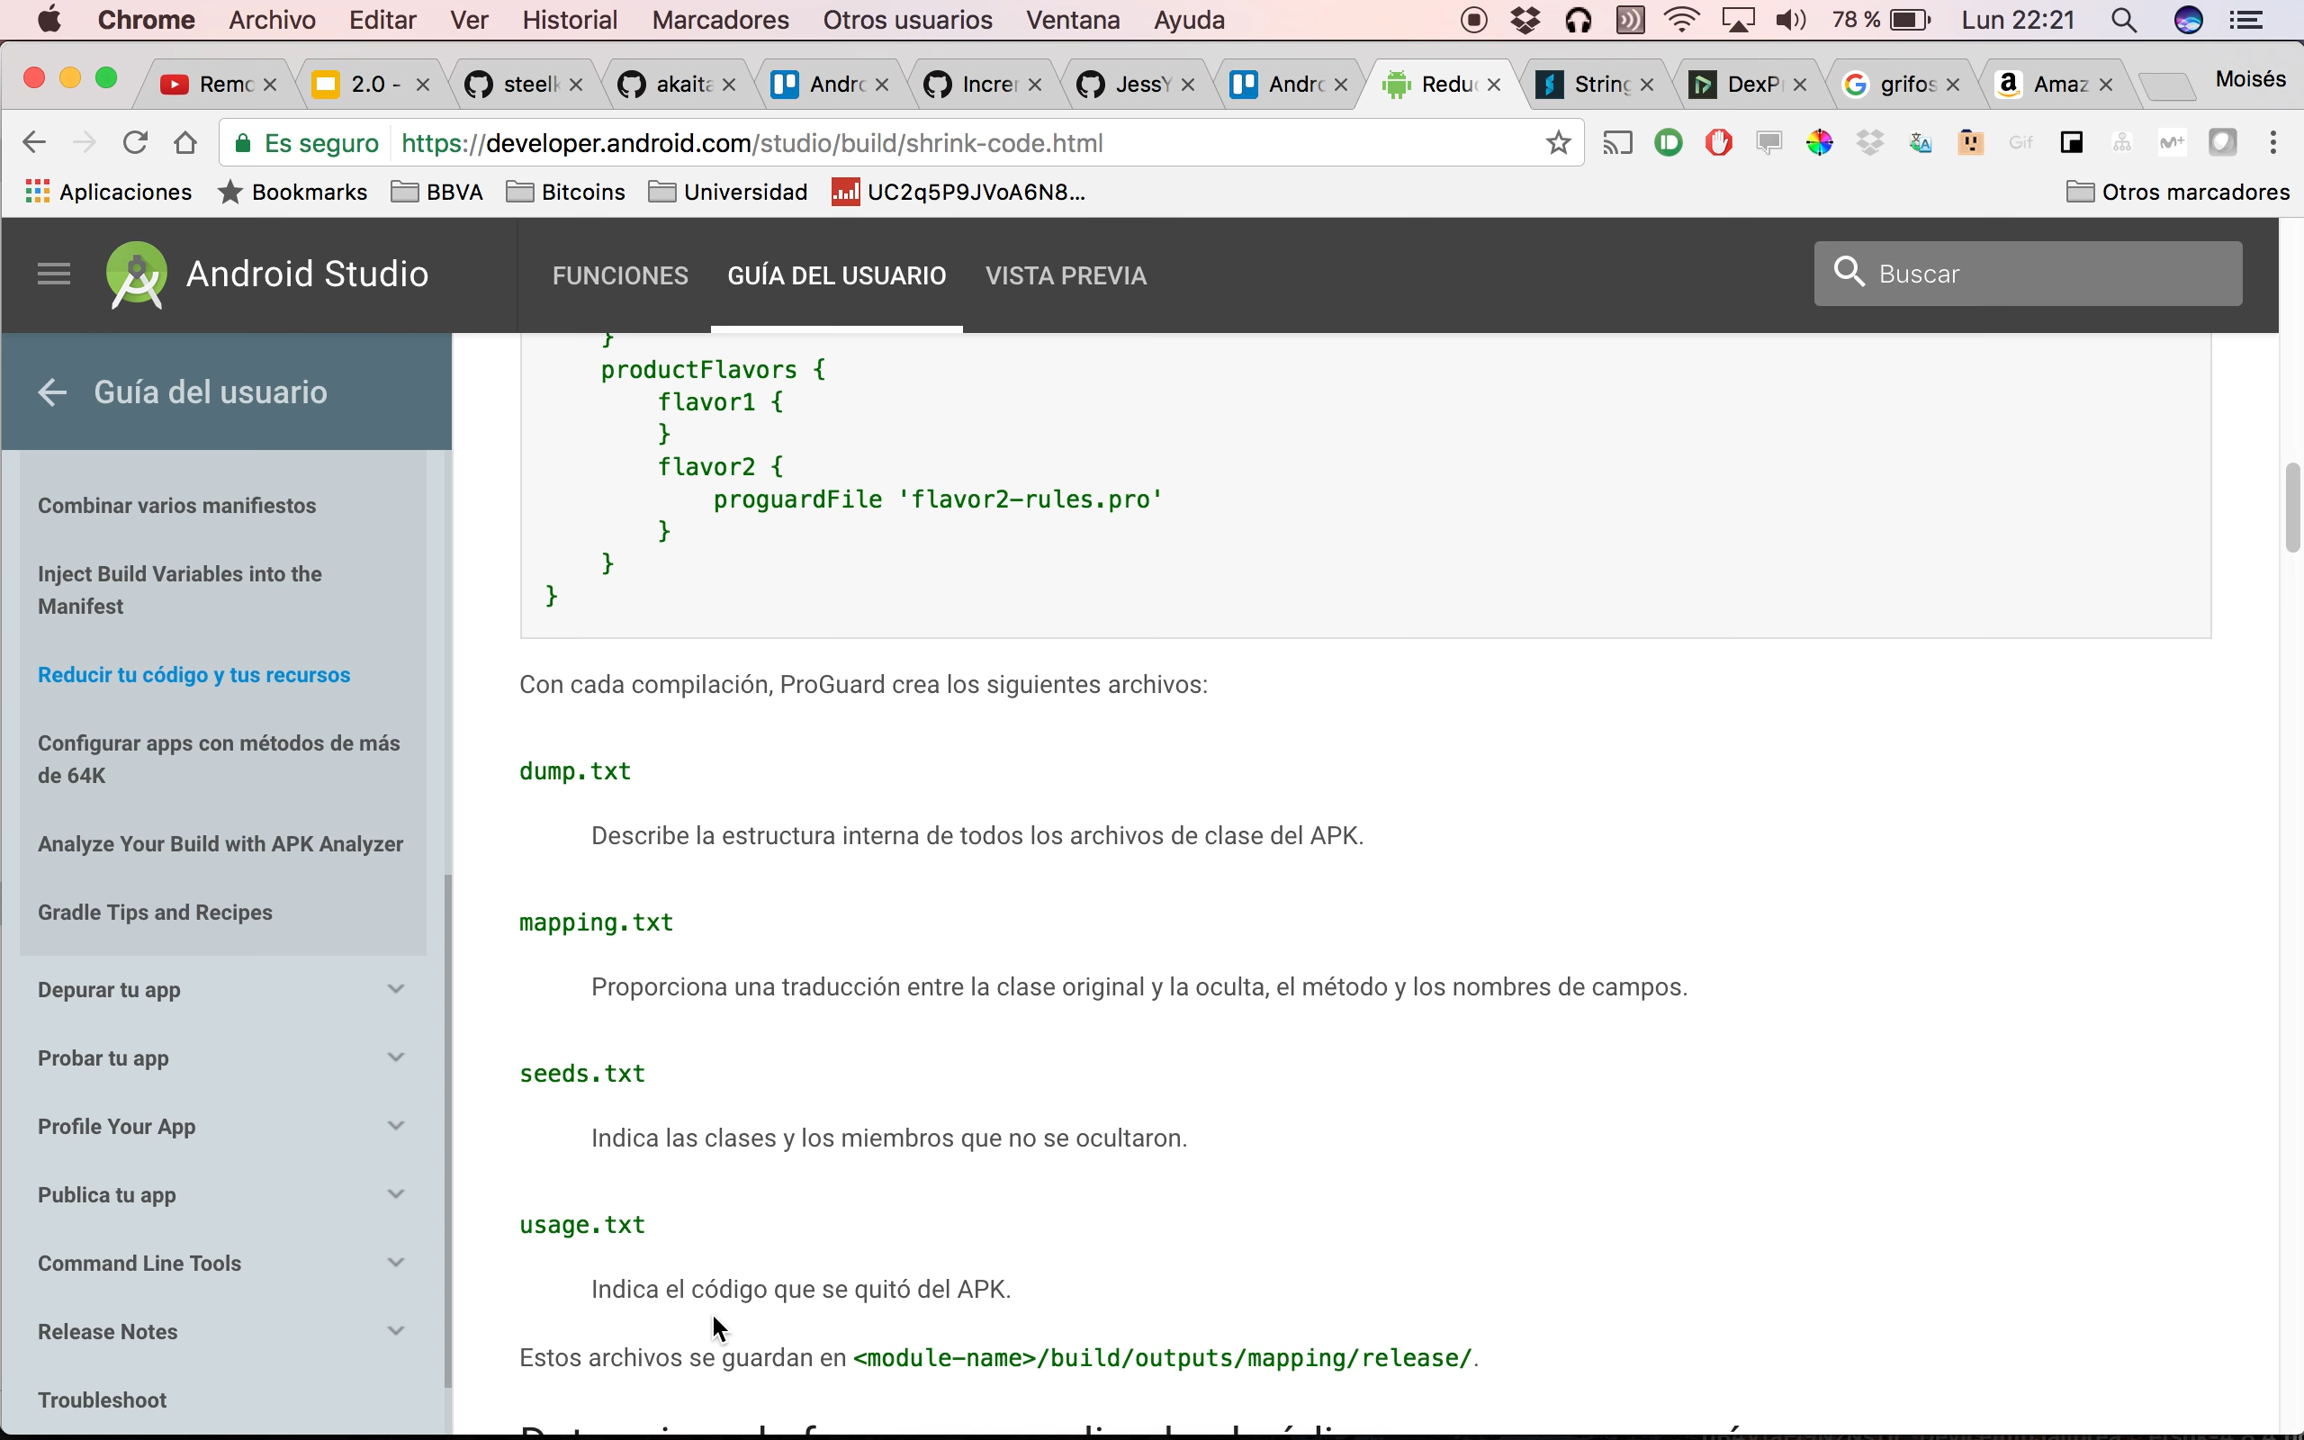 Chrome Archivo Editar Ver Historial Marcadores Otros usuarios Ventana Ayuda 78 % Lun 22:21
Remo 2.0 - steelk akaita Andro Increr JessY Andro Redu String DexP grifos Amaz Moisés
Es seguro https://developer.android.com/studio/build/shrink-code.html Gif M+
Aplicaciones Bookmarks BBVA Bitcoins Universidad UC2q5P9JVoA6N8... Otros marcadores
Android Studio FUNCIONES GUÍA DEL USUARIO VISTA PREVIA Buscar
Guía del usuario
Combinar varios manifiestos
Inject Build Variables into the
Manifest
Reducir tu código y tus recursos
Configurar apps con métodos de más
de 64K
Analyze Your Build with APK Analyzer
Gradle Tips and Recipes
Depurar tu app
Probar tu app
Profile Your App
Publica tu app
Command Line Tools
Release Notes
Troubleshoot
}
productFlavors {
flavor1 {
}
flavor2 {
proguardFile 'flavor2-rules.pro'
}
}
}
Con cada compilación, ProGuard crea los siguientes archivos:
dump.txt
Describe la estructura interna de todos los archivos de clase del APK.
mapping.txt
Proporciona una traducción entre la clase original y la oculta, el método y los nombres de campos.
seeds.txt
Indica las clases y los miembros que no se ocultaron.
usage.txt
Indica el código que se quitó del APK.
Estos archivos se guardan en <module-name>/build/outputs/mapping/release/.